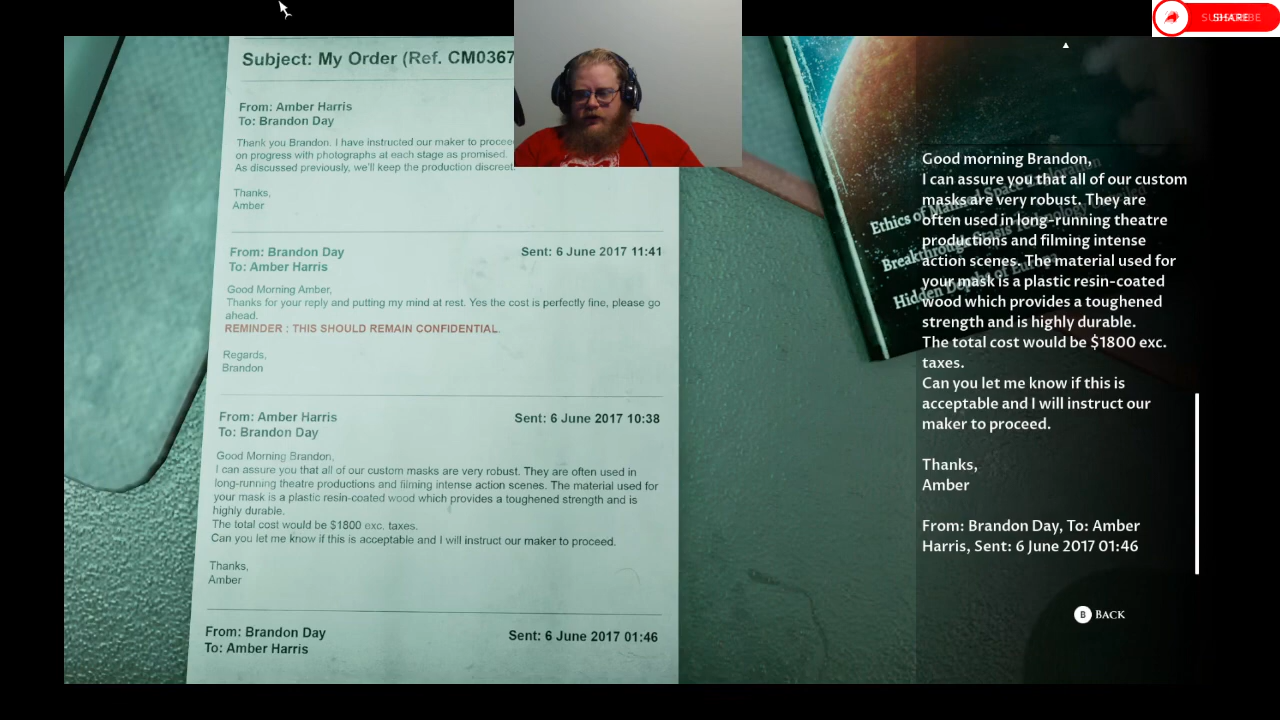 Subject: My Order (Ref. CM0367
From: Amber Harris
To: Brandon Day
Thank you Brandon. I have instructed our maker to procee
on progress with photographs at each stage as promised.
As discussed previously, we'll keep the production discreet.
Thanks,
Amber
From: Brandon Day
Sent: 6 June 2017 11:41
To: Amber Harris
Good Morning Amber,
Thanks for your reply and putting my mind at rest. Yes the cost is perfectly fine, please go
ahead.
REMINDER : THIS SHOULD REMAIN CONFIDENTIAL
Regards,
Brandon
From: Amber Harris
Sent: 6 June 2017 10:38
To: Brandon Day
Good Morning Brandon,
I can assure you that all of our custom masks are very robust. They are often used in
long-running theatre productions and filming intense action scenes. The material used for
your mask is a plastic resin-coated wood which provides a toughened strength and is
highly durable.
The total cost would be $1800 exc. taxes.
Can you let me know if this is acceptable and I will instruct our maker to proceed.
Thanks,
Amber
From: Brandon Day
Sent: 6 June 2017 01:46
To: Amber Harris
Ethics of Manned Space Exploration
Breakthrough Stasis Technology
Hidden Depths of Europa
Good morning Brandon,
I can assure you that all of our custom
masks are very robust. They are
often used in long-running theatre
productions and filming intense
action scenes. The material used for
your mask is a plastic resin-coated
wood which provides a toughened
strength and is highly durable.
The total cost would be $1800 exc.
taxes.
Can you let me know if this is
acceptable and I will instruct our
maker to proceed.
Thanks,
Amber
From: Brandon Day, To: Amber
Harris, Sent: 6 June 2017 01:46
B BACK
SHARE